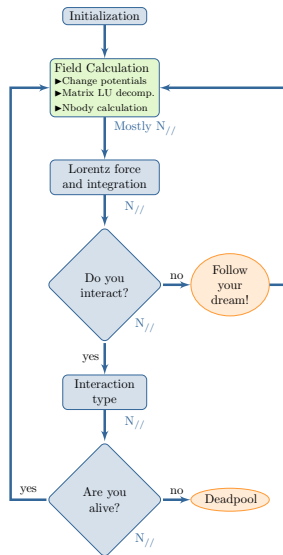 Initialization
Field Calculation
▶Change potentials
▶Matrix LU decomp.
▶Nbody calculation
Mostly N//
Lorentz force
and integration
N//
Do you
interact?
no
Follow
your
dream!
N//
yes
Interaction
type
N//
yes
Are you
alive?
no
Deadpool
N//